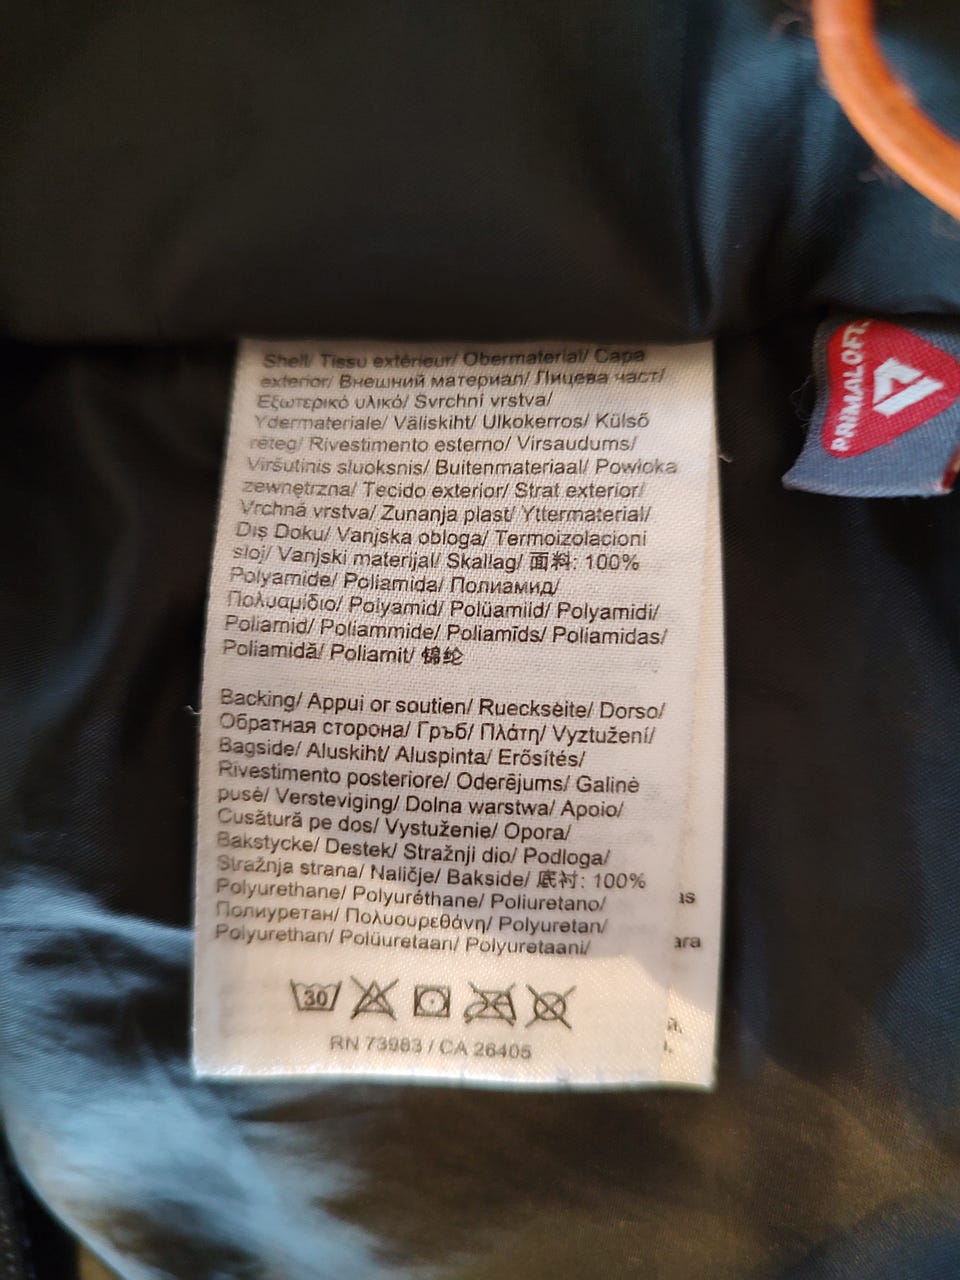 Shell/ Tissu extérieur/ Obermaterial/ Capa
exterior/ Внешний материал/ Лицева част/
Εξωτερικό υλικό/ Svrchní vrstva/
Ydermateriale/ Väliskiht/ Ulkokerros/ Külső
réteg/ Rivestimento esterno/ Virsaudums/
Viršutinis sluoksnis/ Buitenmateriaal/ Powłoka
zewnętrzna/ Tecido exterior/ Strat exterior/
Vrchná vrstva/ Zunanja plast/ Yttermaterial/
Dış Doku/ Vanjska obloga/ Termoizolacioni
sloj/ Vanjski materijal/ Skallag/ 面料: 100%
Polyamide/ Poliamida/ Полиамид/
Πολυαμίδιο/ Polyamid/ Polüamiid/ Polyamidi/
Poliamid/ Poliammide/ Poliamīds/ Poliamidas/
Poliamidă/ Poliamit/ 锦纶
Backing/ Appui or soutien/ Rueckseite/ Dorso/
Обратная сторона/ Гръб/ Πλάτη/ Vyztužení/
Bagside/ Aluskiht/ Aluspinta/ Erősítés/
Rivestimento posteriore/ Oderējums/ Galinė
pusė/ Versteviging/ Dolna warstwa/ Apoio/
Cusătură pe dos/ Vystuženie/ Opora/
Bakstycke/ Destek/ Stražnji dio/ Podloga/
Stražnja strana/ Naličje/ Bakside/ 底衬: 100%
Polyurethane/ Polyuréthane/ Poliuretano/
Полиуретан/ Πολυουρεθάνη/ Polyuretan/
Polyurethan/ Polüuretaan/ Polyuretaani/
30
RN 73983 / CA 26405
PRIMALOFT